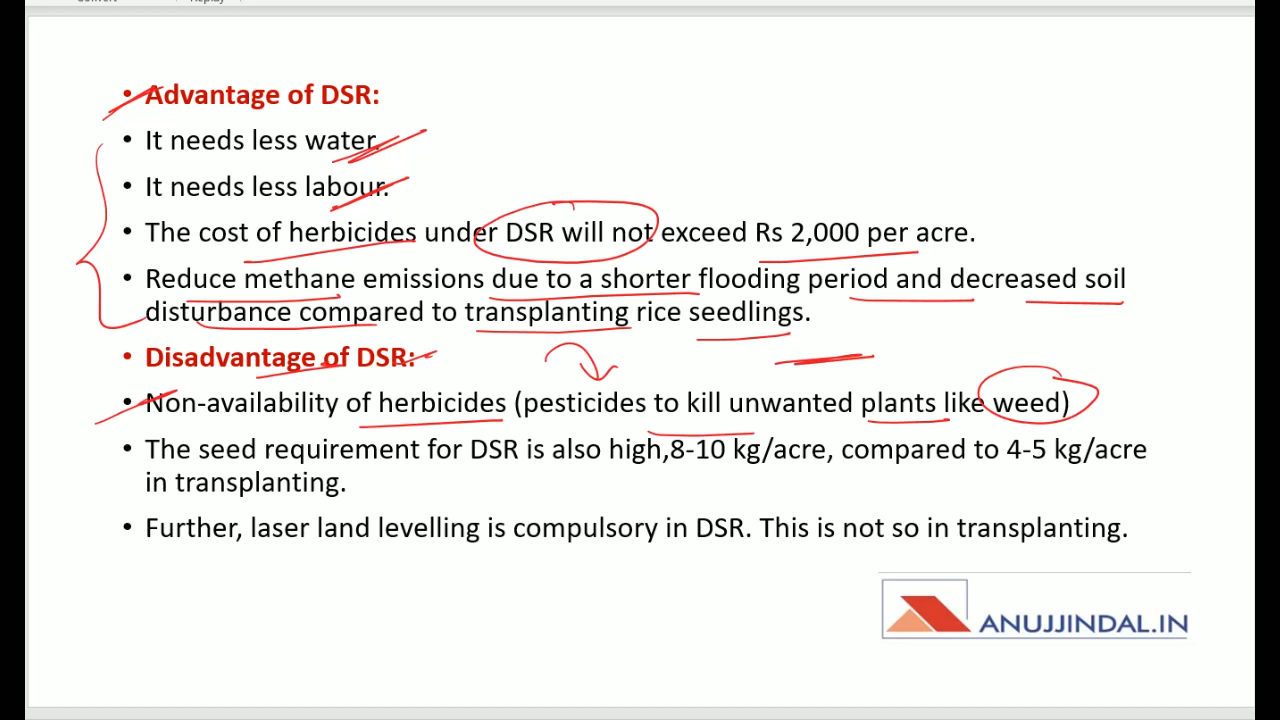 • Advantage of DSR:
• It needs less water.
• It needs less labour.
• The cost of herbicides under DSR will not exceed Rs 2,000 per acre.
• Reduce methane emissions due to a shorter flooding period and decreased soil
disturbance compared to transplanting rice seedlings.
• Disadvantage of DSR:
• Non-availability of herbicides (pesticides to kill unwanted plants like weed)
• The seed requirement for DSR is also high,8-10 kg/acre, compared to 4-5 kg/acre
in transplanting.
• Further, laser land levelling is compulsory in DSR. This is not so in transplanting.
ANUJJINDAL.IN